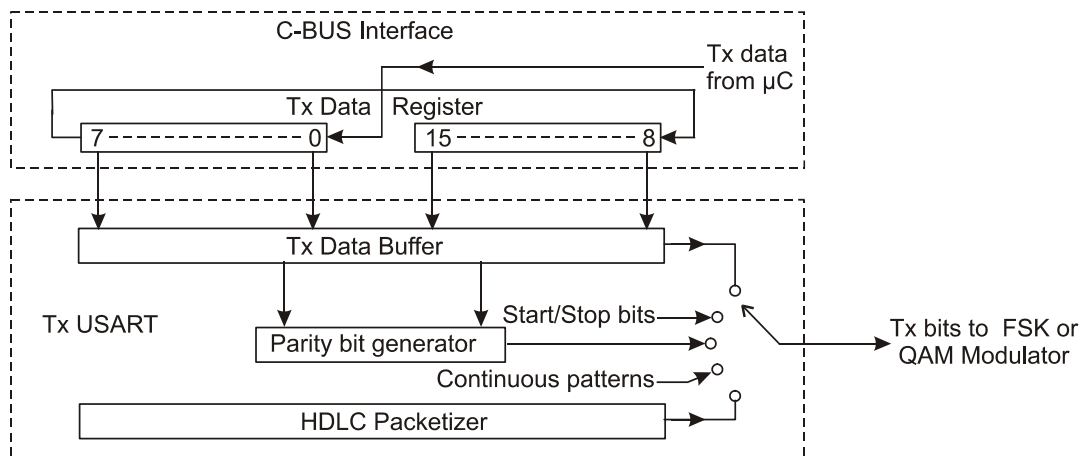 C-BUS Interface
Tx data
from µC
Tx Data Register
7 0 15 8
Tx Data Buffer
Tx USART
Start/Stop bits
Parity bit generator
Tx bits to FSK or
QAM Modulator
Continuous patterns
HDLC Packetizer